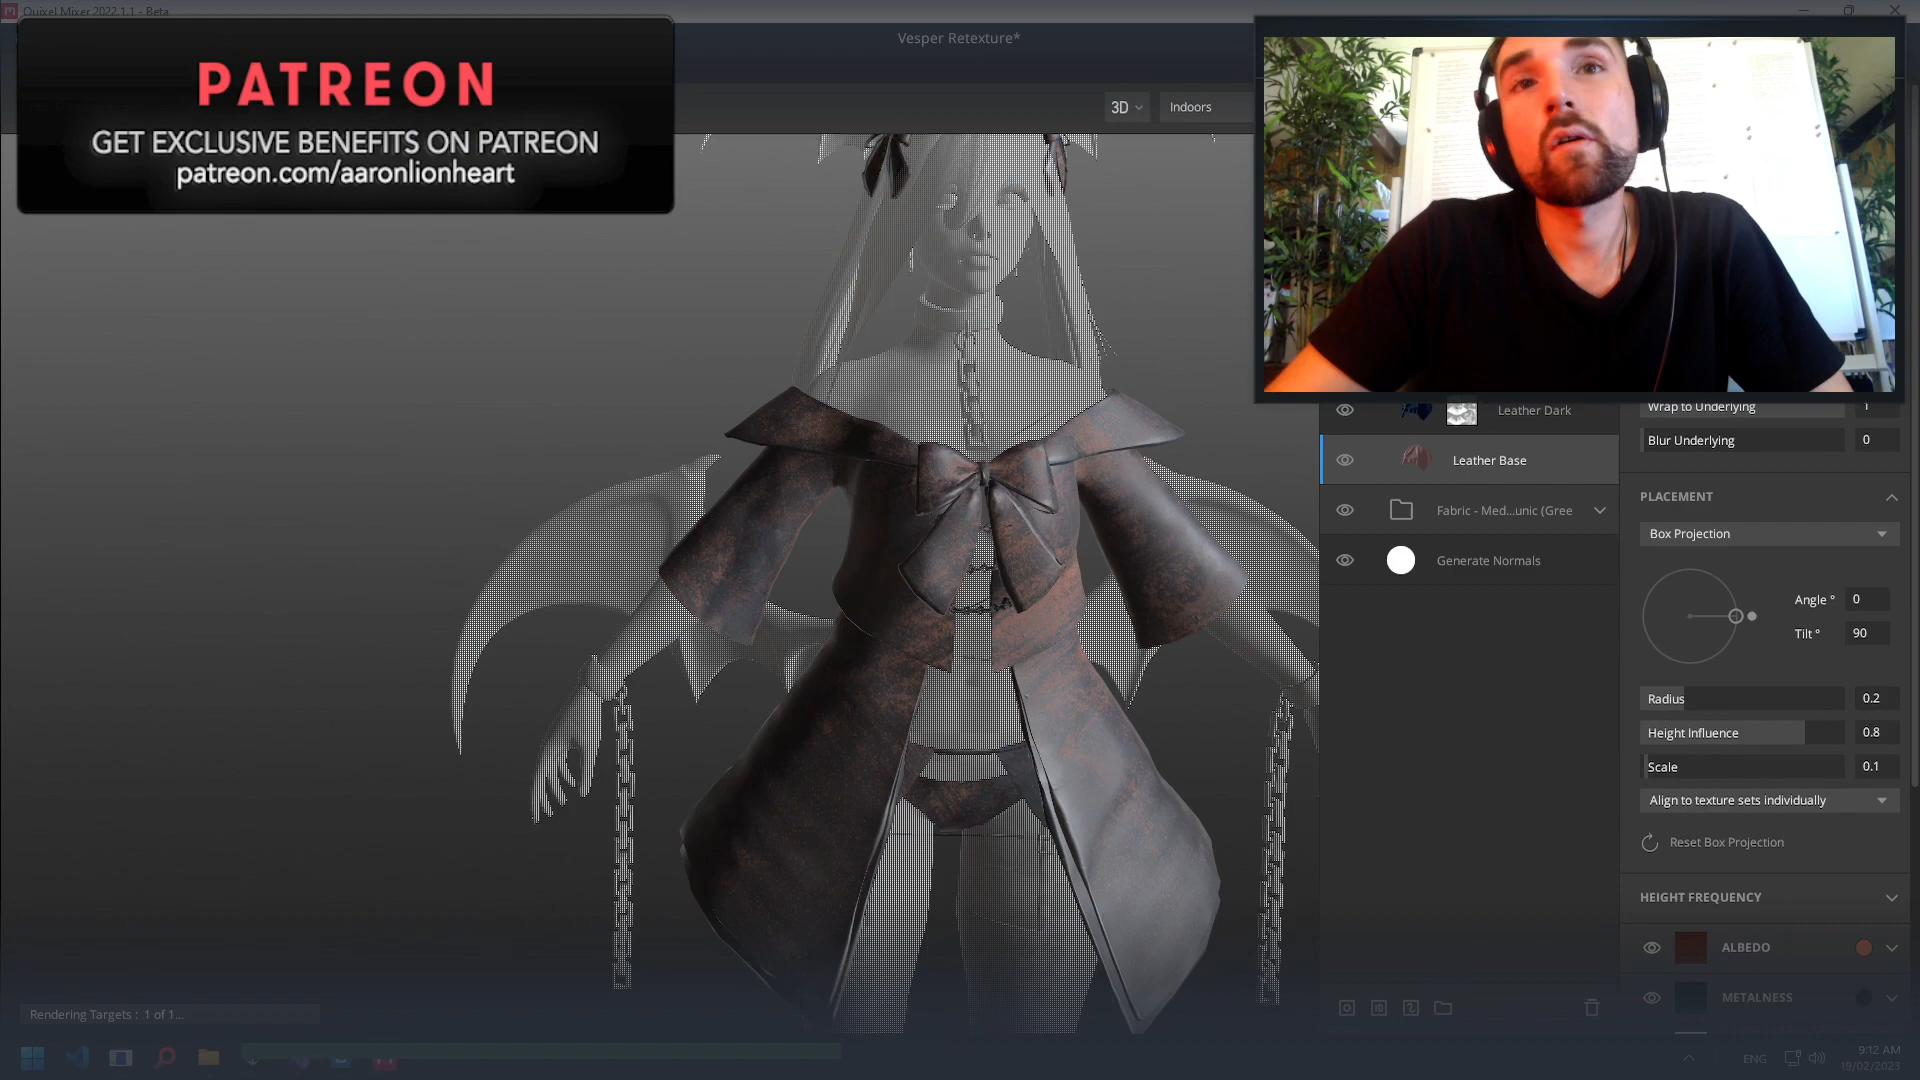 Quixel Mixer 2022.1.1 - Beta
Vesper Retexture*
PATREON
GET EXCLUSIVE BENEFITS ON PATREON
patreon.com/aaronlionheart
3D
Indoors
Leather Dark
Leather Base
Fabric - Med...unic (Gree
Generate Normals
Wrap to Underlying 1
Blur Underlying 0
PLACEMENT
Box Projection
Angle ° 0
Tilt ° 90
Radius 0.2
Height Influence 0.8
Scale 0.1
Align to texture sets individually
Reset Box Projection
HEIGHT FREQUENCY
ALBEDO
METALNESS
Rendering Targets : 1 of 1...
ENG
9:12 AM
19/02/2023